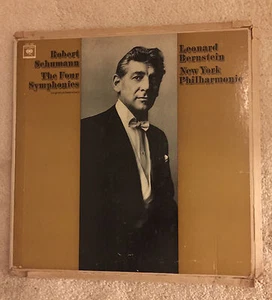 Robert
Schumann
The Four
Symphonies
Leonard
Bernstein
New York
Philharmonic